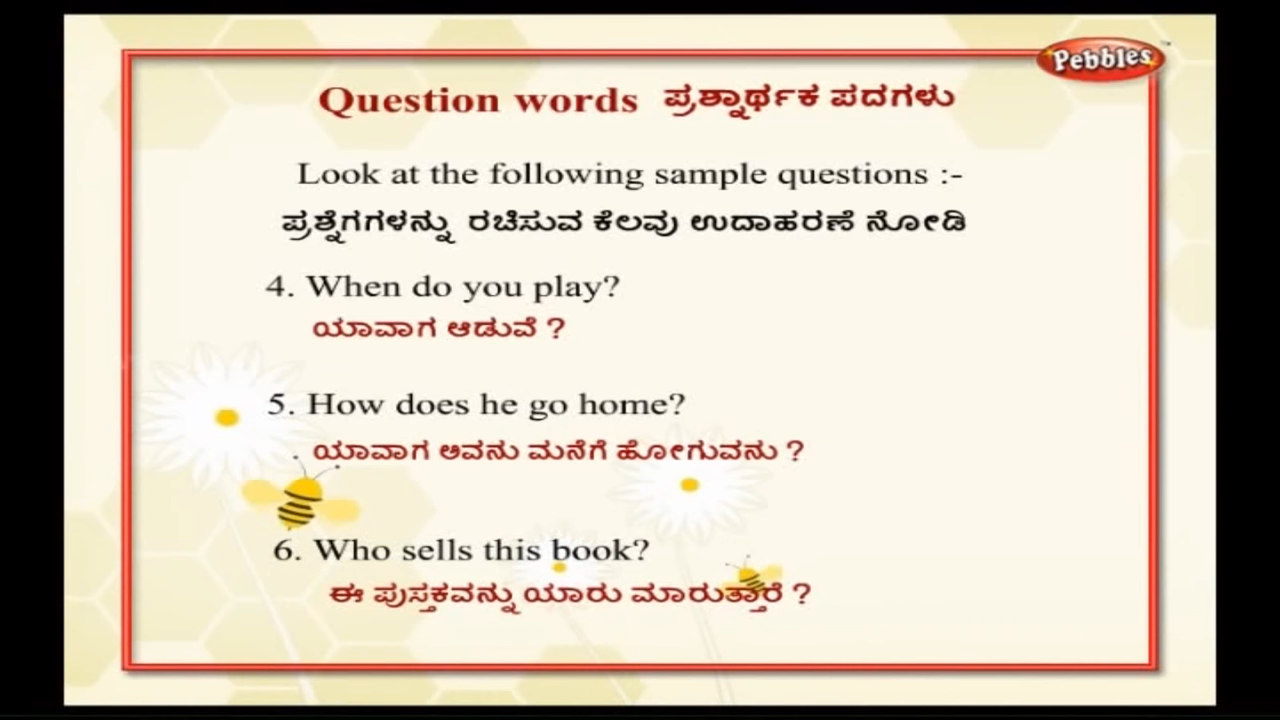 Pebbles™
Question words ಪ್ರಶ್ನಾರ್ಥಕ ಪದಗಳು
Look at the following sample questions :-
ಪ್ರಶ್ನೆಗಗಳನ್ನು ರಚಿಸುವ ಕೆಲವು ಉದಾಹರಣೆ ನೋಡಿ
4. When do you play?
ಯಾವಾಗ ಆಡುವೆ ?
5. How does he go home?
ಯಾವಾಗ ಅವನು ಮನೆಗೆ ಹೋಗುವನು ?
6. Who sells this book?
ಈ ಪುಸ್ತಕವನ್ನು ಯಾರು ಮಾರುತ್ತಾರೆ ?